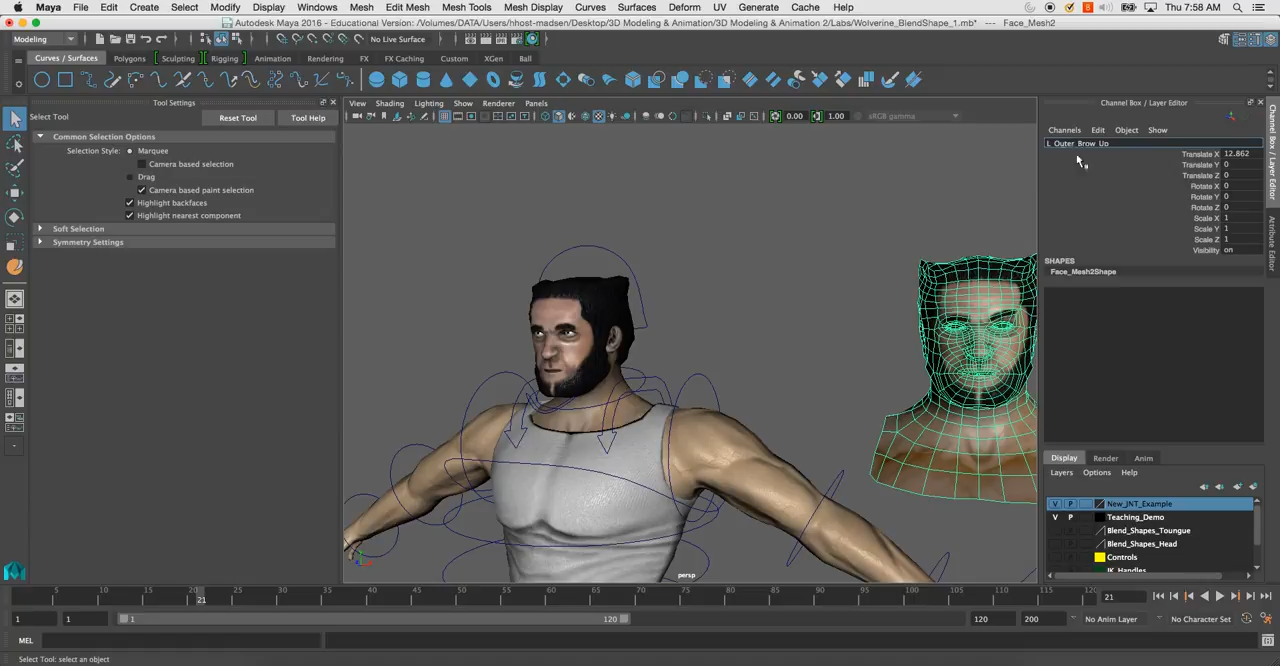 Maya File Edit Create Select Modify Display Windows Mesh Edit Mesh Mesh Tools Mesh Display Curves Surfaces Deform UV Generate Cache Help Thu 7:58 AM
Autodesk Maya 2016 - Educational Version: /Volumes/DATA/Users/hhost-madsen/Desktop/3D Modeling & Animation/3D Modeling & Animation 2/Labs/Wolverine_BlendShape_1.mb* --- Face_Mesh2
Modeling No Live Surface
Curves / Surfaces Polygons Sculpting Rigging Animation Rendering FX FX Caching Custom XGen Ball
Tool Settings
Select Tool Reset Tool Tool Help
Common Selection Options
Selection Style: Marquee
Camera based selection
Drag
Camera based paint selection
Highlight backfaces
Highlight nearest component
Soft Selection
Symmetry Settings
View Shading Lighting Show Renderer Panels
0.00 1.00 sRGB gamma
persp
Channel Box / Layer Editor
Channels Edit Object Show
L_Outer_Brow_Up
Translate X 12.862
Translate Y 0
Translate Z 0
Rotate X 0
Rotate Y 0
Rotate Z 0
Scale X 1
Scale Y 1
Scale Z 1
Visibility on
SHAPES
Face_Mesh2Shape
Display Render Anim
Layers Options Help
V P New_JNT_Example
V P Teaching_Demo
Blend_Shapes_Toungue
Blend_Shapes_Head
Controls
IK_Handles
Channel Box / Layer Editor
Attribute Editor
5 10 15 20 25 30 35 40 45 50 55 60 65 70 75 80 85 90 95 100 105 110 115 120
21 21
1 1 1 120 120 200 No Anim Layer No Character Set
MEL
Select Tool: select an object